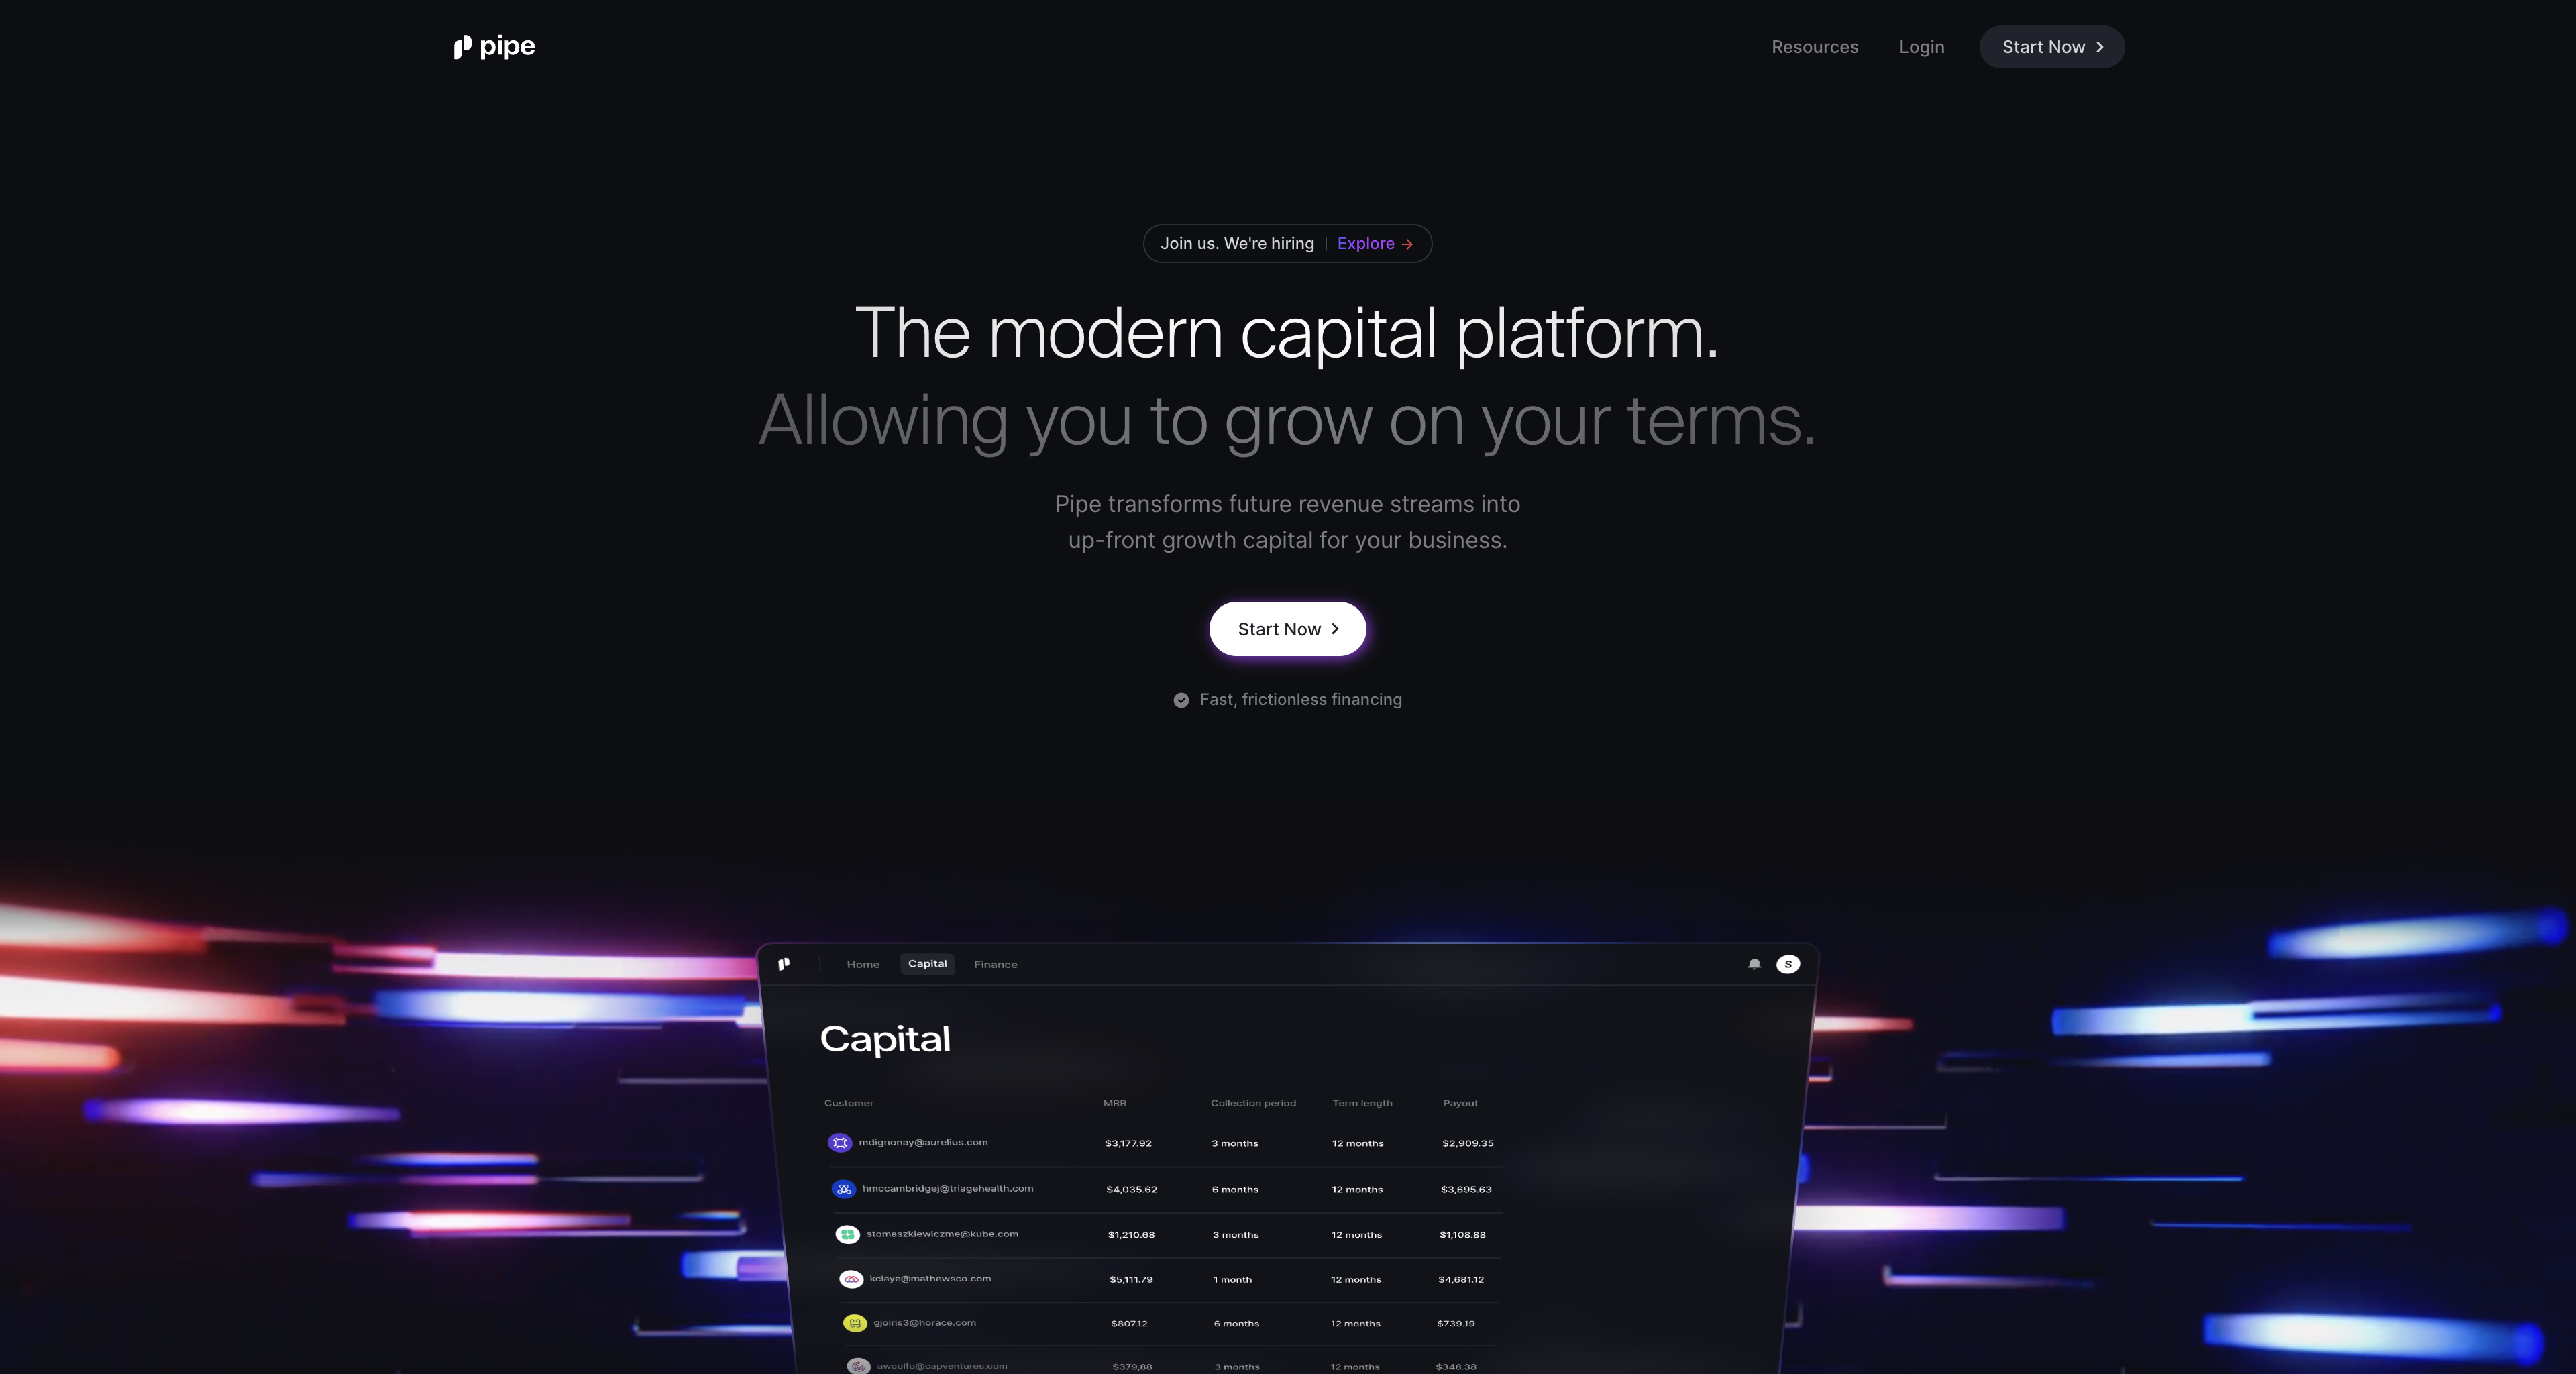 pipe
Resources Login Start Now
Join us. We're hiring | Explore →
The modern capital platform.
Allowing you to grow on your terms.
Pipe transforms future revenue streams into
up-front growth capital for your business.
Start Now
Fast, frictionless financing
Home Capital Finance S
Capital
Customer MRR Collection period Term length Payout
mdignonay@aurelius.com $3,177.92 3 months 12 months $2,909.35
hmccambridgej@triagehealth.com $4,035.62 6 months 12 months $3,695.63
stomaszkiewiczme@kube.com $1,210.68 3 months 12 months $1,108.88
kclaye@mathewsco.com $5,111.79 1 month 12 months $4,681.12
gjoiris3@horace.com $807.12 6 months 12 months $739.19
awoolfo@capventures.com $379,88 3 months 12 months $348.38